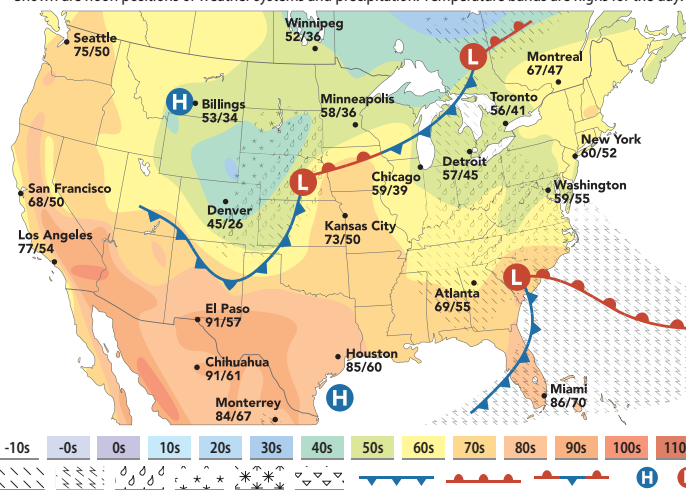 Shown are noon positions of weather systems and precipitation. Temperature bands are highs for the day.
Winnipeg
52/36
Seattle
75/50
L
Montreal
67/47
H
Billings
53/34
Minneapolis
58/36
Toronto
56/41
New York
60/52
Detroit
57/45
Chicago
59/39
L
Washington
59/55
San Francisco
68/50
Denver
45/26
Kansas City
73/50
Los Angeles
77/54
L
Atlanta
69/55
El Paso
91/57
Houston
85/60
Chihuahua
91/61
H
Miami
86/70
Monterrey
84/67
-10s -0s 0s 10s 20s 30s 40s 50s 60s 70s 80s 90s 100s 110
H L